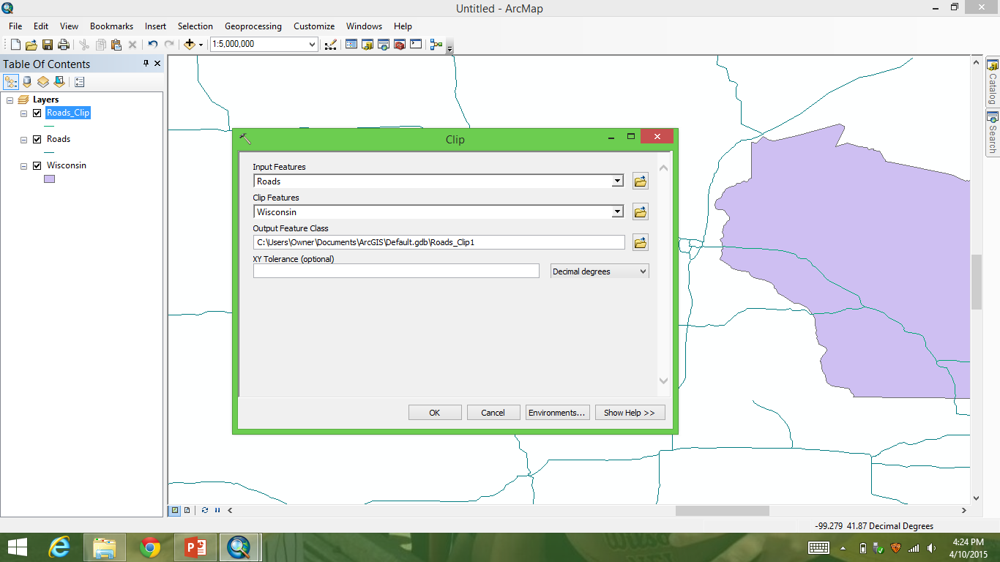 Untitled - ArcMap
File Edit View Bookmarks Insert Selection Geoprocessing Customize Windows Help
1:5,000,000
Table Of Contents
Layers
Roads_Clip
Roads
Wisconsin
Clip
Input Features
Roads
Clip Features
Wisconsin
Output Feature Class
C:\Users\Owner\Documents\ArcGIS\Default.gdb\Roads_Clip1
XY Tolerance (optional)
Decimal degrees
OK Cancel Environments... Show Help >>
Catalog
Search
-99.279 41.87 Decimal Degrees
4:24 PM
4/10/2015